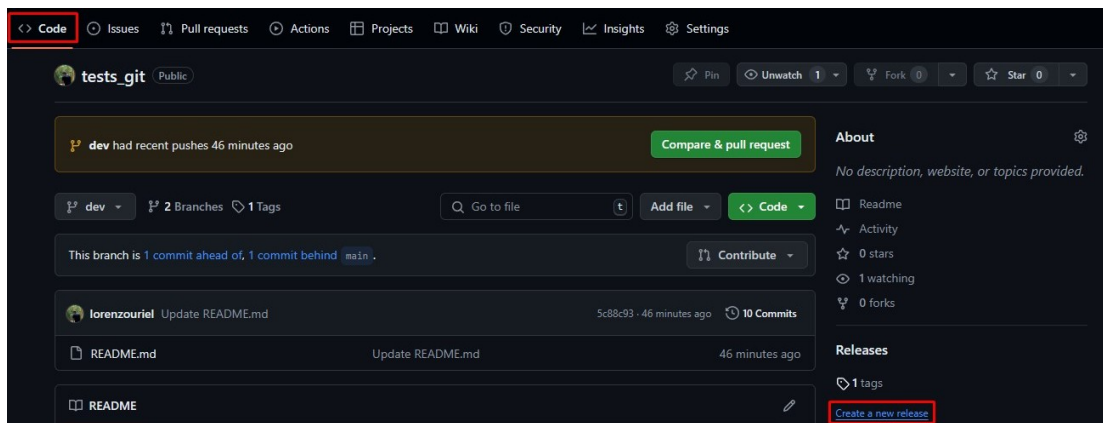 <> Code Issues Pull requests Actions Projects Wiki Security Insights Settings
tests_git Public Pin Unwatch 1 Fork 0 Star 0
dev had recent pushes 46 minutes ago Compare & pull request
dev 2 Branches 1 Tags Go to file t Add file <> Code
This branch is 1 commit ahead of, 1 commit behind main.
Contribute
lorenzouriel Update README.md 5c88c93 · 46 minutes ago 10 Commits
README.md Update README.md 46 minutes ago
README
About
No description, website, or topics provided.
Readme
Activity
0 stars
1 watching
0 forks
Releases
1 tags
Create a new release